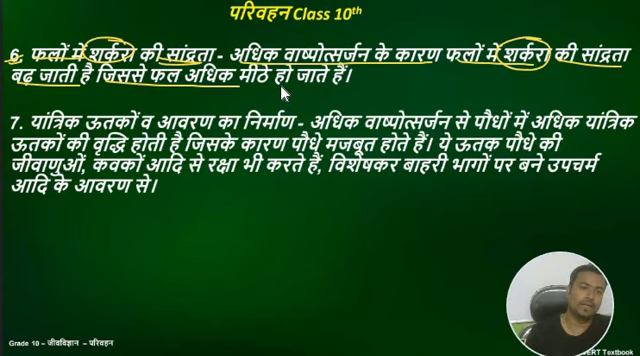 परिवहन Class 10th
6. फलों में शर्करा की सांद्रता - अधिक वाष्पोत्सर्जन के कारण फलों में शर्करा की सांद्रता
बढ़ जाती है जिससे फल अधिक मीठे हो जाते हैं।
7. यांत्रिक ऊतकों व आवरण का निर्माण - अधिक वाष्पोत्सर्जन से पौधों में अधिक यांत्रिक
ऊतकों की वृद्धि होती है जिसके कारण पौधे मजबूत होते हैं। ये ऊतक पौधे की
जीवाणुओं, कवकों आदि से रक्षा भी करते हैं, विशेषकर बाहरी भागों पर बने उपचर्म
आदि के आवरण से।
Grade 10 – जीवविज्ञान – परिवहन
Textbook